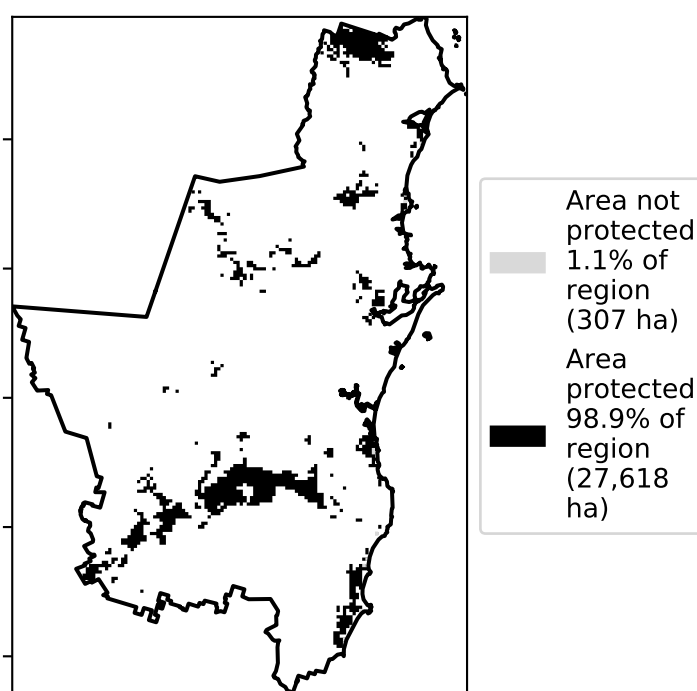 Area not
protected
1.1% of
region
(307 ha)
Area
protected
98.9% of
region
(27,618
ha)